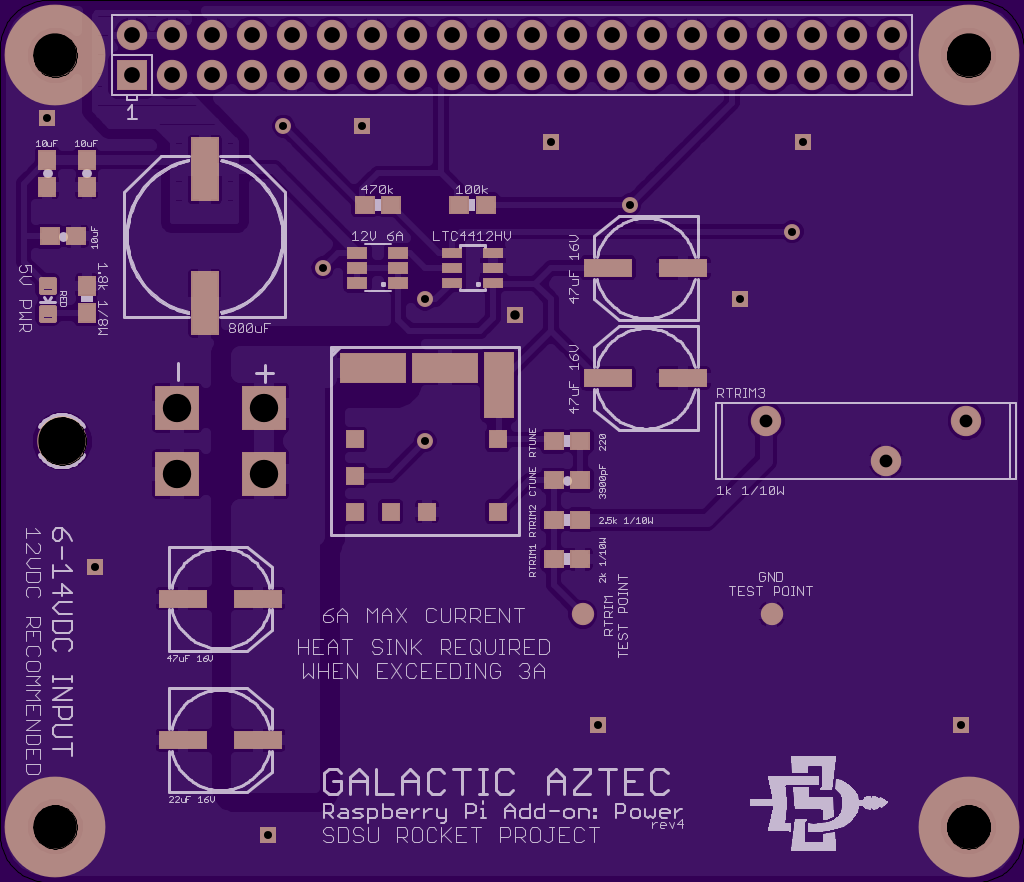 1
10uF 10uF
470k 100k
10uF
12V 6A LTC4412HV
47uF 16V
5V PWR
RED
1.8k 1/8W
800uF
47uF 16V
- +
RTRIM3
1k 1/10W
RTUNE 220
CTUNE 3900pF
RTRIM2 2.5k 1/10W
RTRIM1 2k 1/10W
6-14VDC INPUT
12VDC RECOMMENDED
GND
TEST POINT
RTRIM
TEST POINT
6A MAX CURRENT
HEAT SINK REQUIRED
WHEN EXCEEDING 3A
47uF 16V
22uF 16V
GALACTIC AZTEC
Raspberry Pi Add-on: Power
rev4
SDSU ROCKET PROJECT